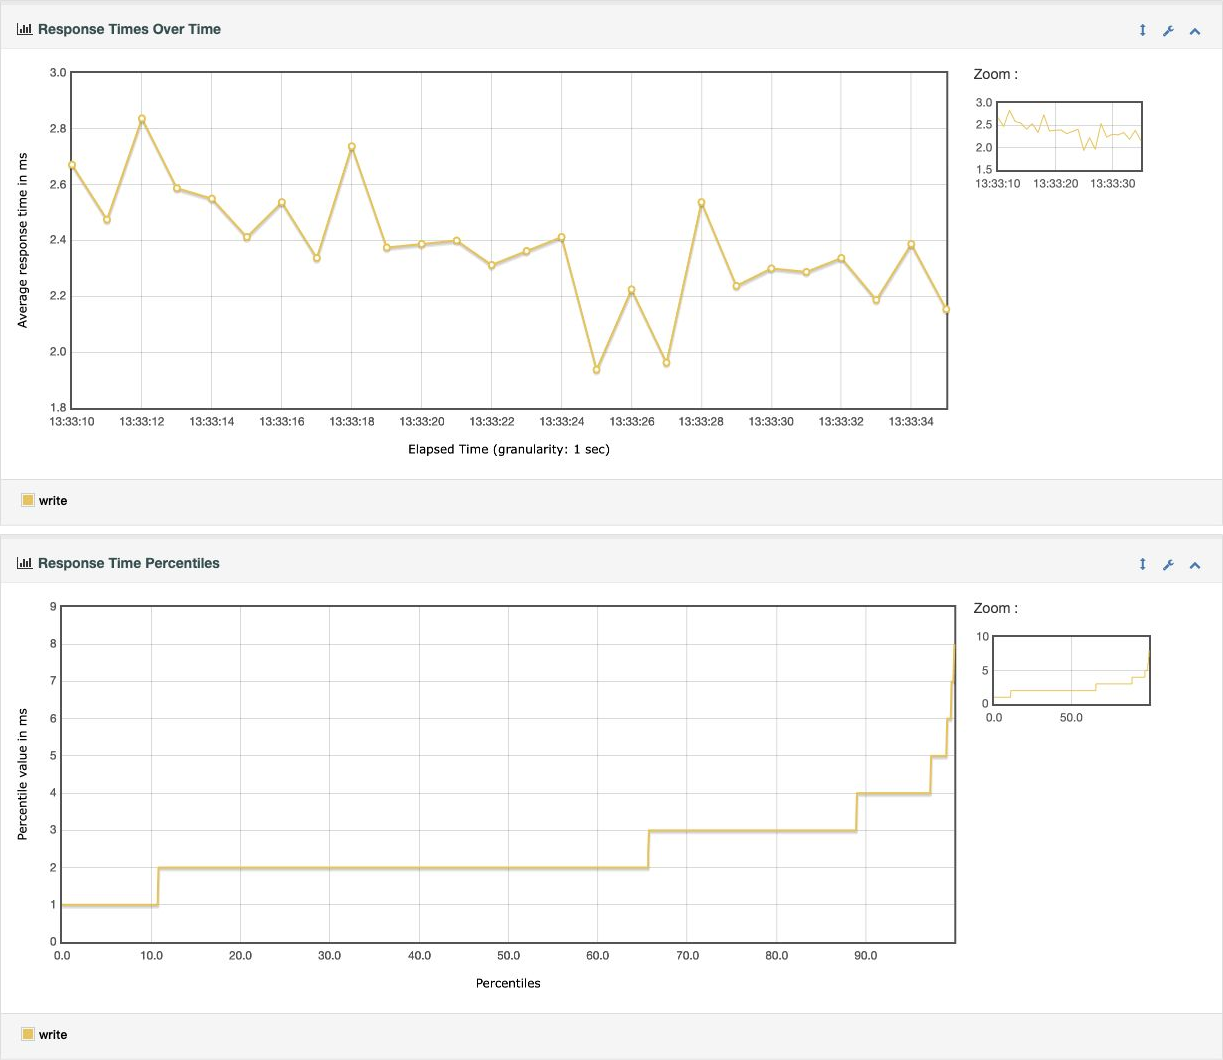 Response Times Over Time
Zoom :
3.0
2.8
2.6
2.4
2.2
2.0
1.8
Average response time in ms
13:33:10 13:33:12 13:33:14 13:33:16 13:33:18 13:33:20 13:33:22 13:33:24 13:33:26 13:33:28 13:33:30 13:33:32 13:33:34
Elapsed Time (granularity: 1 sec)
3.0
2.5
2.0
1.5
13:33:10 13:33:20 13:33:30
write
Response Time Percentiles
Zoom :
9
8
7
6
5
4
3
2
1
0
Percentile value in ms
0.0 10.0 20.0 30.0 40.0 50.0 60.0 70.0 80.0 90.0
Percentiles
10
5
0
0.0 50.0
write